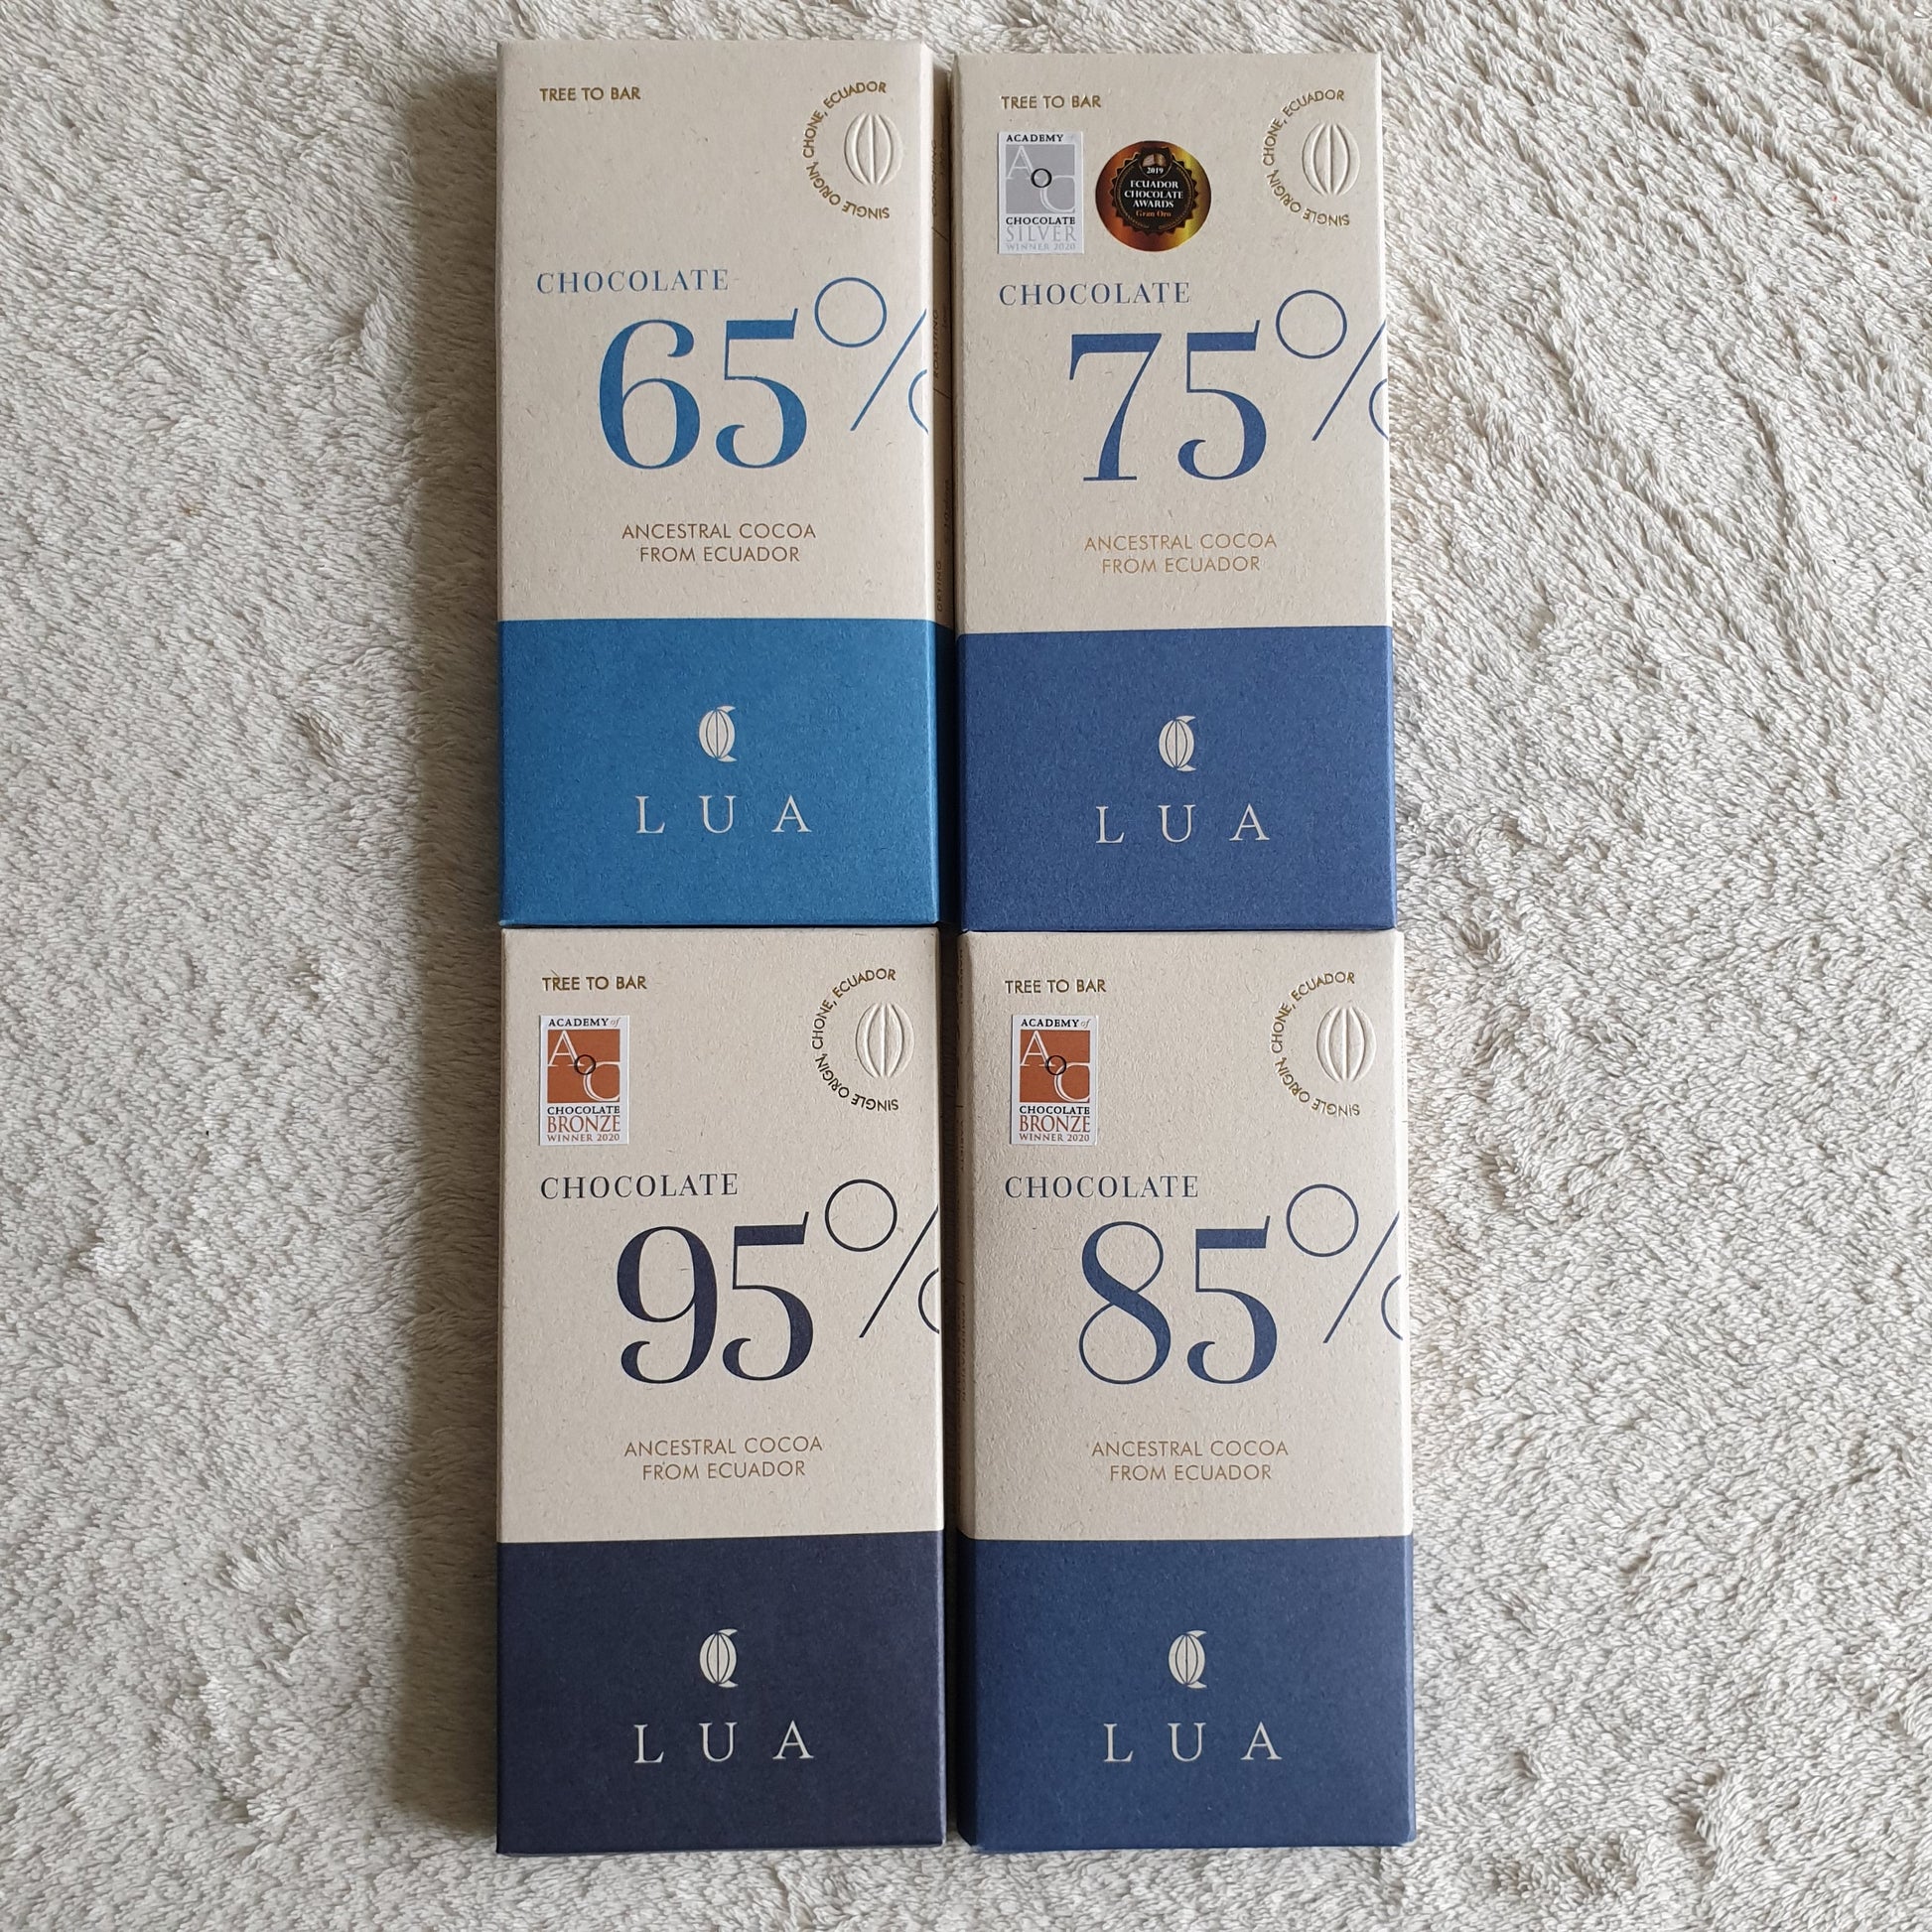 TREE TO BAR
SINGLE ORIGIN, CHONE, ECUADOR
CHOCOLATE
65%
ANCESTRAL COCOA
FROM ECUADOR
LUA
TREE TO BAR
SINGLE ORIGIN, CHONE, ECUADOR
ACADEMY
AOC
CHOCOLATE
SILVER
WINNER 2020
2019
ECUADOR
CHOCOLATE
AWARDS
Gran Oro
CHOCOLATE
75%
ANCESTRAL COCOA
FROM ECUADOR
LUA
TREE TO BAR
SINGLE ORIGIN, CHONE, ECUADOR
ACADEMY of
AOC
CHOCOLATE
BRONZE
WINNER 2020
CHOCOLATE
95%
ANCESTRAL COCOA
FROM ECUADOR
LUA
TREE TO BAR
SINGLE ORIGIN, CHONE, ECUADOR
ACADEMY of
AOC
CHOCOLATE
BRONZE
WINNER 2020
CHOCOLATE
85%
ANCESTRAL COCOA
FROM ECUADOR
LUA